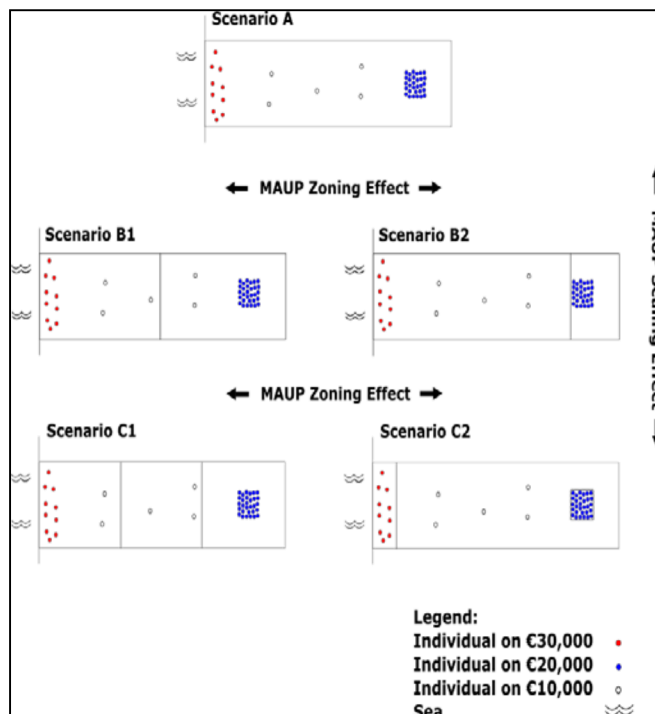 Scenario A
MAUP Zoning Effect
Scenario B1
Scenario B2
MAUP Zoning Effect
Scenario C1
Scenario C2
Legend:
Individual on €30,000
Individual on €20,000
Individual on €10,000
Sea